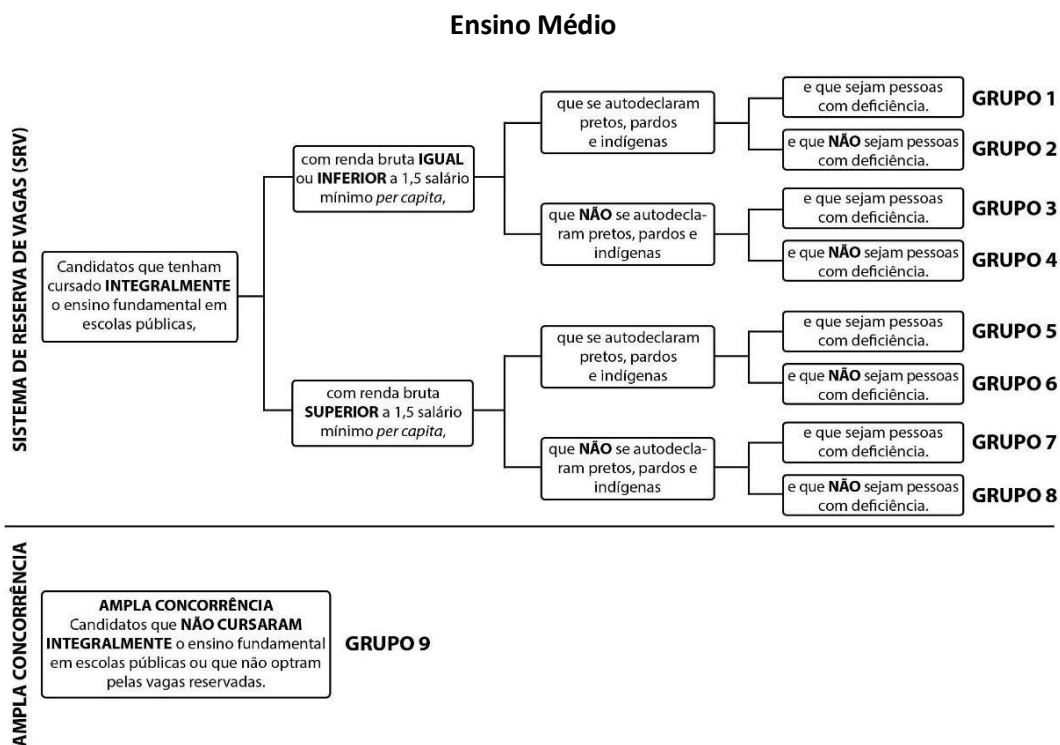 Ensino Médio
SISTEMA DE RESERVA DE VAGAS (SRV)
Candidatos que tenham
cursado INTEGRALMENTE
o ensino fundamental em
escolas públicas,
com renda bruta IGUAL
ou INFERIOR a 1,5 salário
mínimo per capita,
que se autodeclaram
pretos, pardos
e indígenas
e que sejam pessoas
com deficiência.
GRUPO 1
e que NÃO sejam pessoas
com deficiência.
GRUPO 2
que NÃO se autodecla-
ram pretos, pardos e
indígenas
e que sejam pessoas
com deficiência.
GRUPO 3
e que NÃO sejam pessoas
com deficiência.
GRUPO 4
com renda bruta
SUPERIOR a 1,5 salário
mínimo per capita,
que se autodeclaram
pretos, pardos
e indígenas
e que sejam pessoas
com deficiência.
GRUPO 5
e que NÃO sejam pessoas
com deficiência.
GRUPO 6
que NÃO se autodecla-
ram pretos, pardos e
indígenas
e que sejam pessoas
com deficiência.
GRUPO 7
e que NÃO sejam pessoas
com deficiência.
GRUPO 8
AMPLA CONCORRÊNCIA
AMPLA CONCORRÊNCIA
Candidatos que NÃO CURSARAM
INTEGRALMENTE o ensino fundamental
em escolas públicas ou que não optram
pelas vagas reservadas.
GRUPO 9